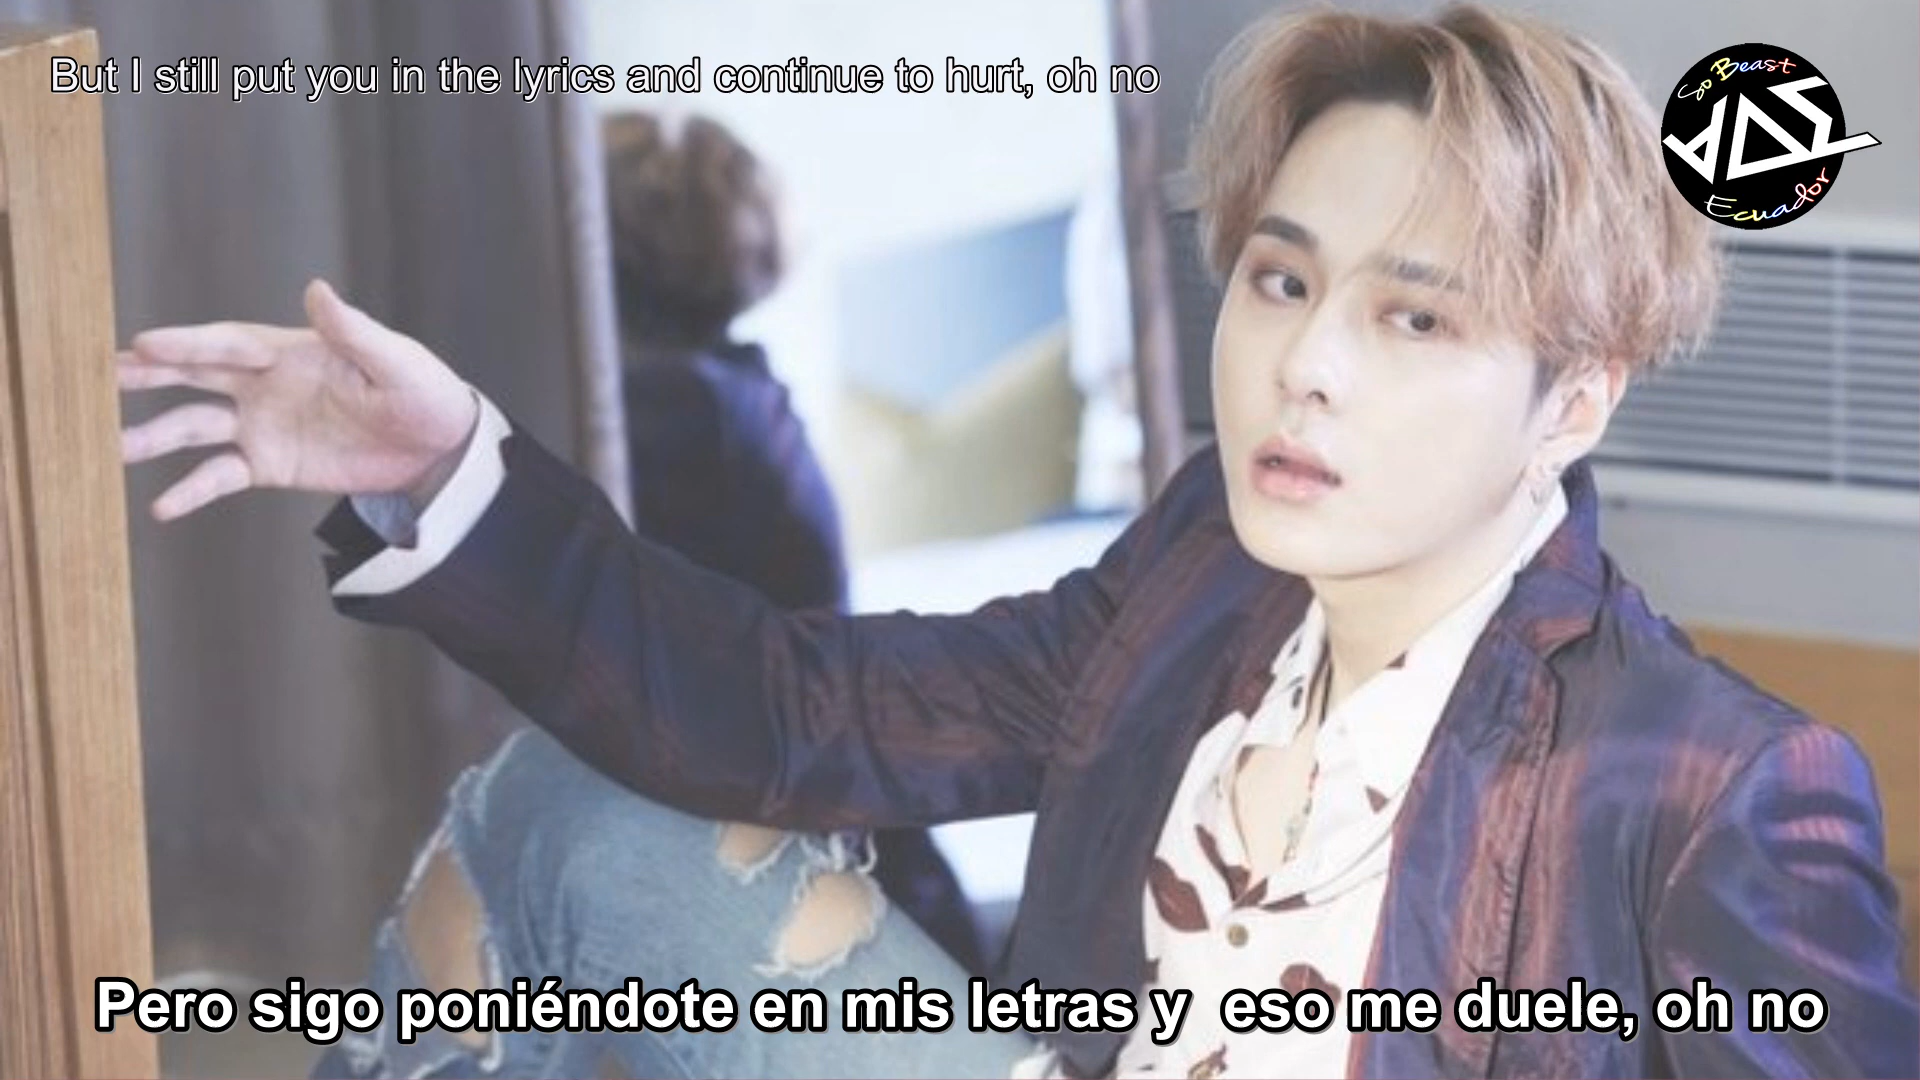 But I still put you in the lyrics and continue to hurt, oh no
So Beast
Ecuador
Pero sigo poniéndote en mis letras y  eso me duele, oh no